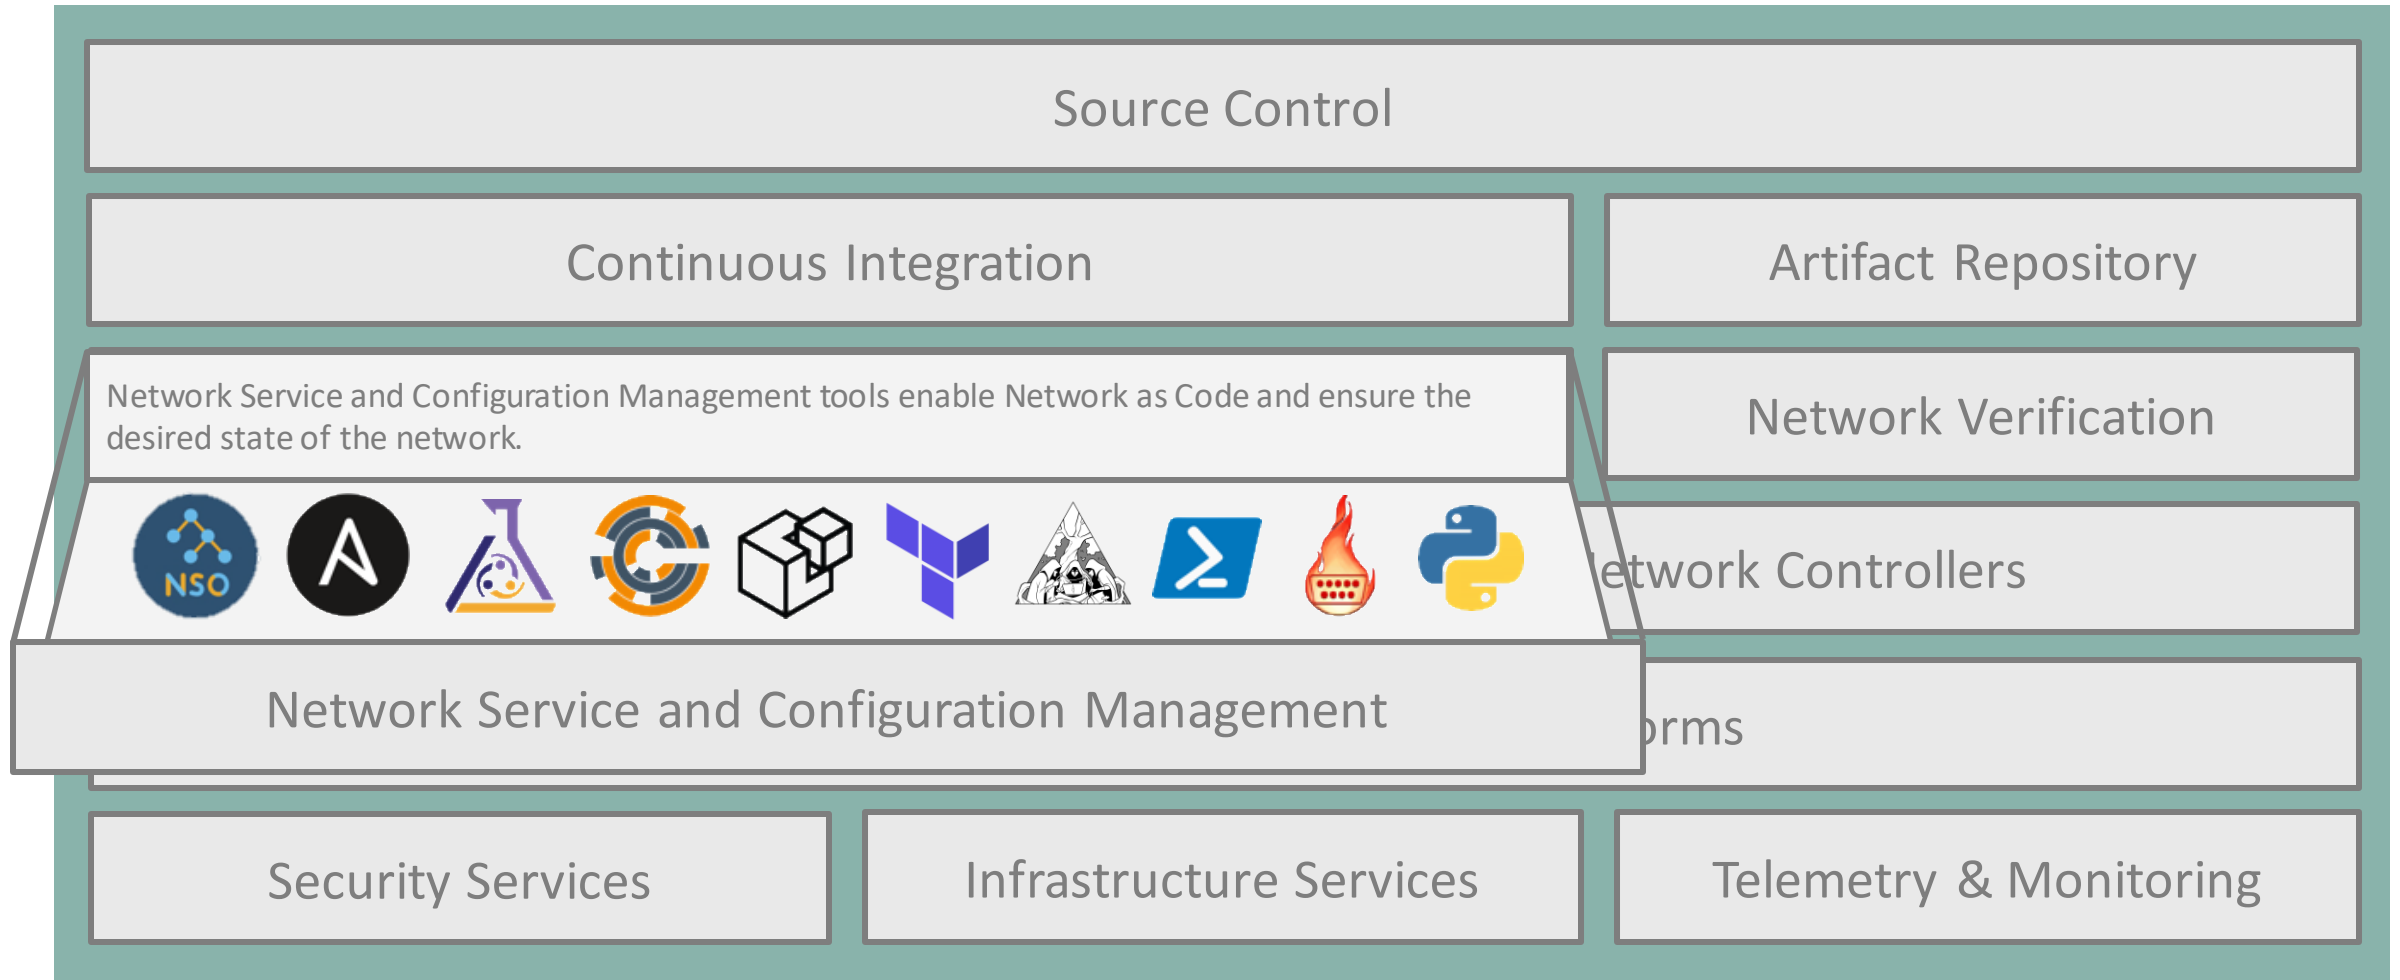 Source Control
Continuous Integration
Artifact Repository
Network Service and Configuration Management tools enable Network as Code and ensure the
desired state of the network.
Network Verification
NSO
etwork Controllers
Network Service and Configuration Management
orms
Security Services
Infrastructure Services
Telemetry & Monitoring